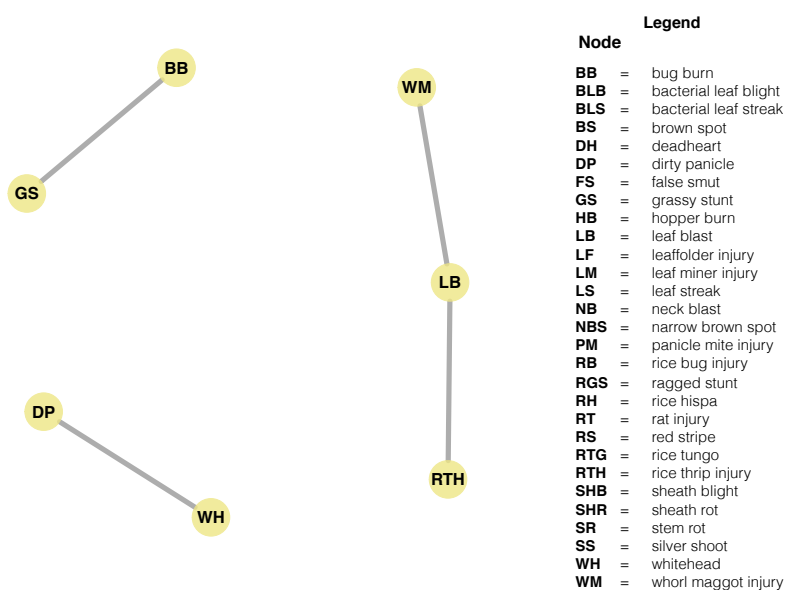 Legend
Node
BB = bug burn
BLB = bacterial leaf blight
BLS = bacterial leaf streak
BS = brown spot
DH = deadheart
DP = dirty panicle
FS = false smut
GS = grassy stunt
HB = hopper burn
LB = leaf blast
LF = leaffolder injury
LM = leaf miner injury
LS = leaf streak
NB = neck blast
NBS = narrow brown spot
PM = panicle mite injury
RB = rice bug injury
RGS = ragged stunt
RH = rice hispa
RT = rat injury
RS = red stripe
RTG = rice tungo
RTH = rice thrip injury
SHB = sheath blight
SHR = sheath rot
SR = stem rot
SS = silver shoot
WH = whitehead
WM = whorl maggot injury
BB
WM
GS
LB
DP
RTH
WH